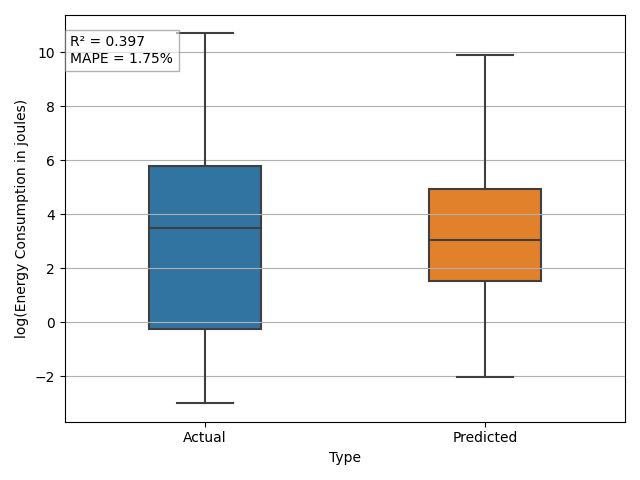 R² = 0.397
MAPE = 1.75%
log(Energy Consumption in joules)
10
8
6
4
2
0
−2
Actual
Predicted
Type